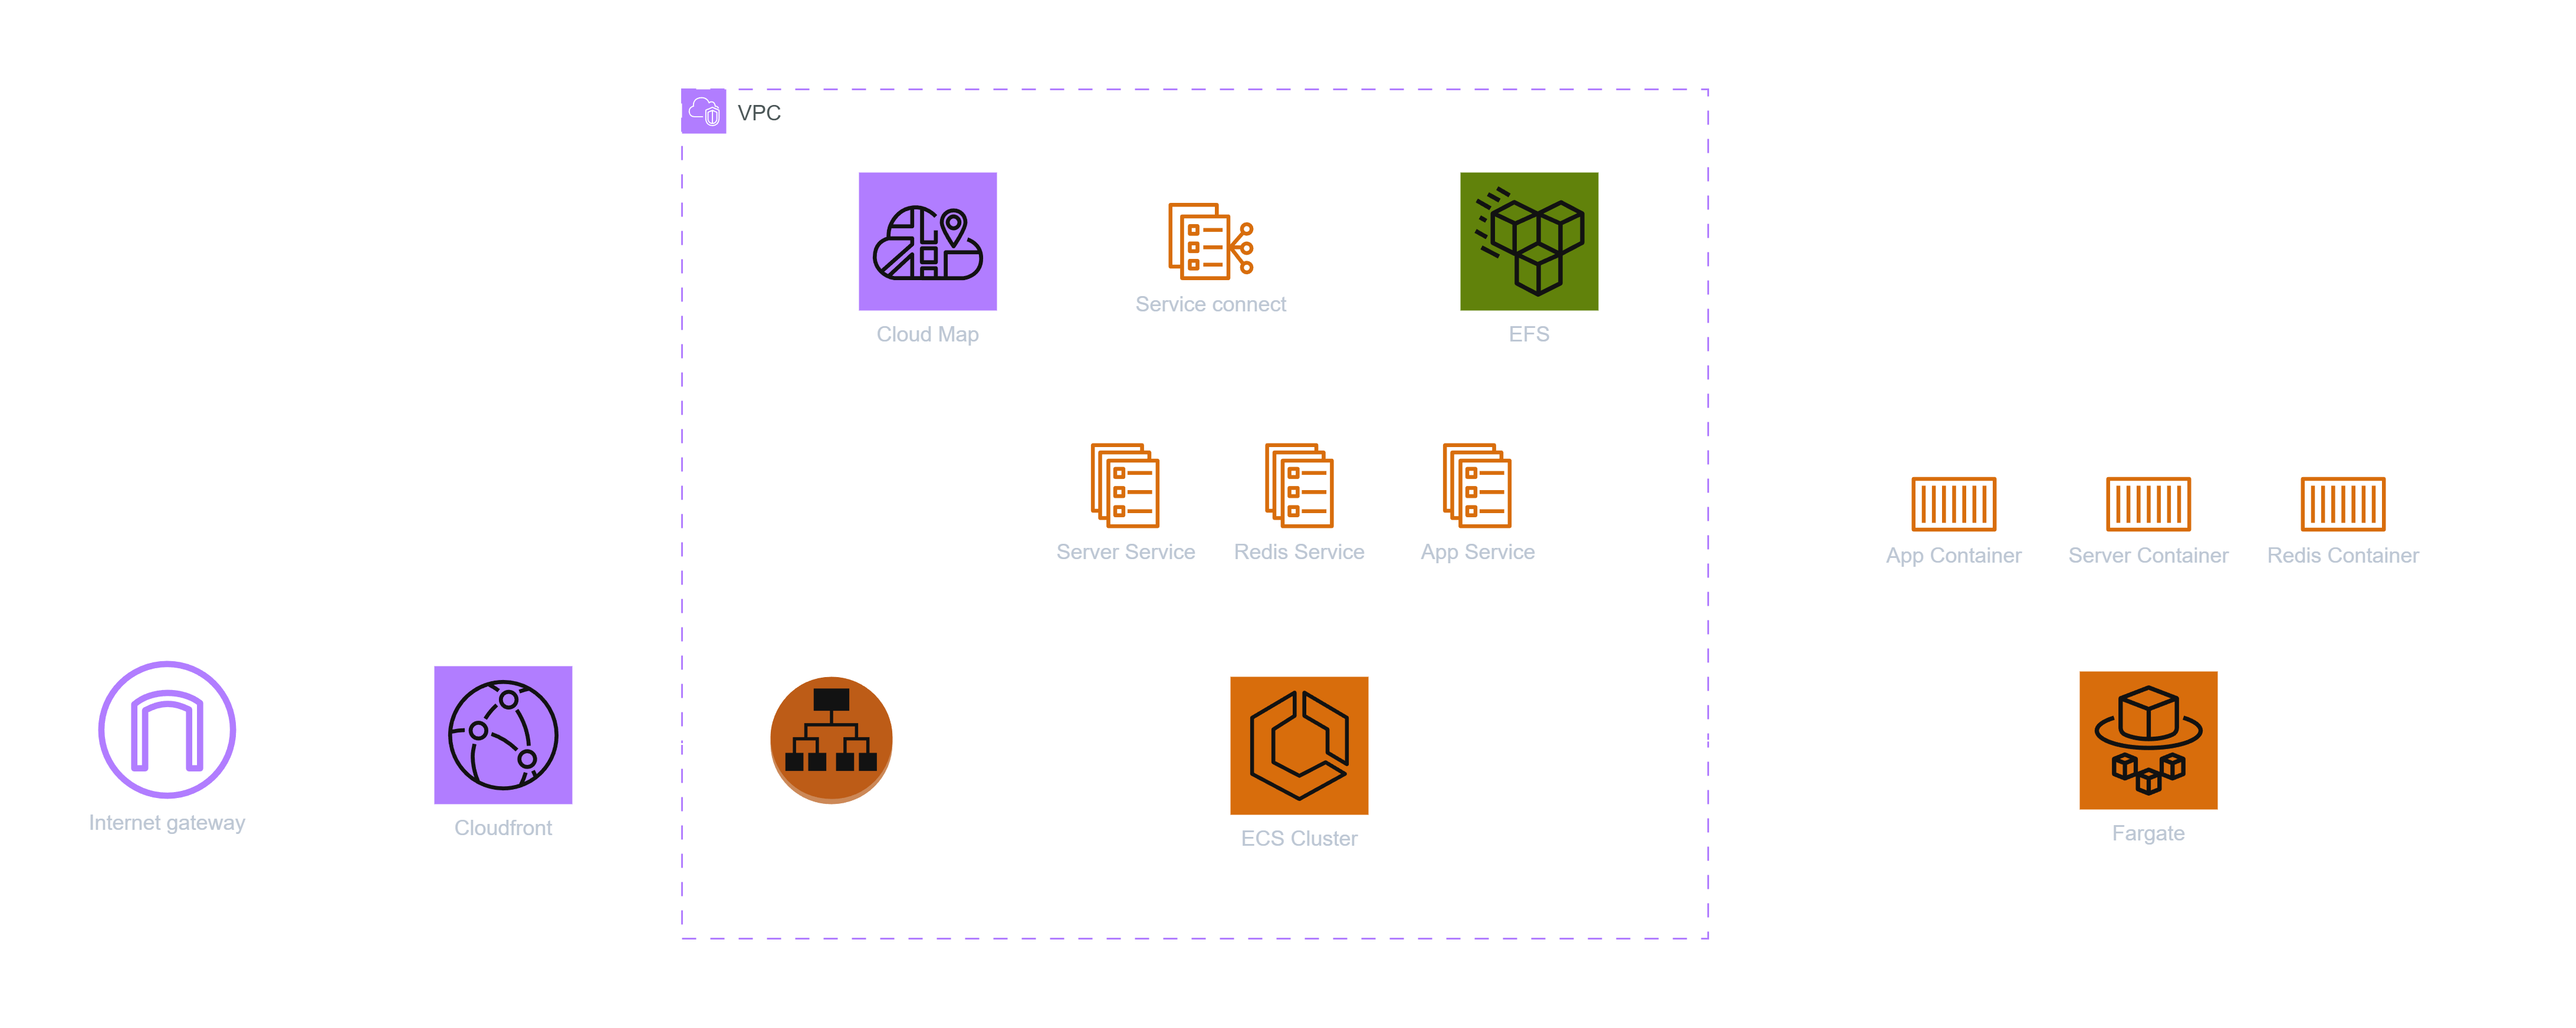 VPC
Cloud Map
Service connect
EFS
Server Service
Redis Service
App Service
App Container
Server Container
Redis Container
Internet gateway
Cloudfront
ECS Cluster
Fargate